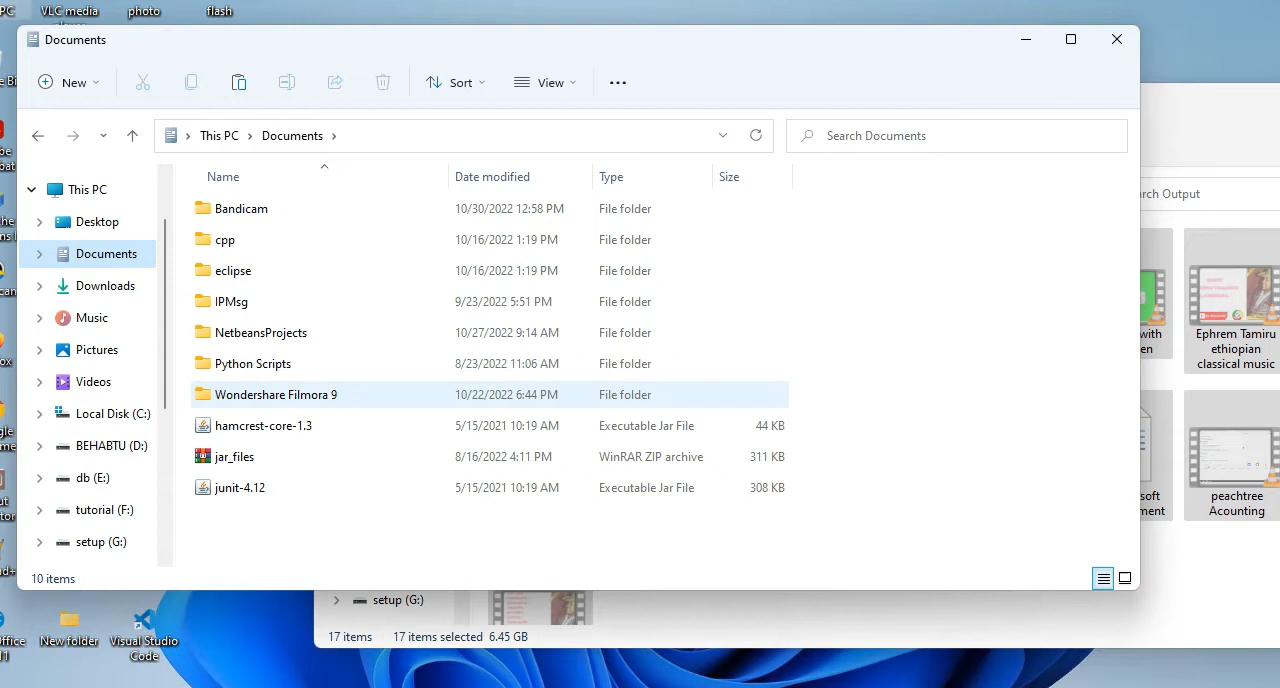 PC
VLC media
photo
flash
Documents
New
Sort
View
This PC
Documents
Search Documents
This PC
Desktop
Documents
Downloads
Music
Pictures
Videos
Local Disk (C:)
BEHABTU (D:)
db (E:)
tutorial (F:)
setup (G:)
Name
Date modified
Type
Size
Bandicam 10/30/2022 12:58 PM File folder
cpp 10/16/2022 1:19 PM File folder
eclipse 10/16/2022 1:19 PM File folder
IPMsg 9/23/2022 5:51 PM File folder
NetbeansProjects 10/27/2022 9:14 AM File folder
Python Scripts 8/23/2022 11:06 AM File folder
Wondershare Filmora 9 10/22/2022 6:44 PM File folder
hamcrest-core-1.3 5/15/2021 10:19 AM Executable Jar File 44 KB
jar_files 8/16/2022 4:11 PM WinRAR ZIP archive 311 KB
junit-4.12 5/15/2021 10:19 AM Executable Jar File 308 KB
10 items
rch Output
with
en
Ephrem Tamiru
ethiopian
classical music
soft
ment
peachtree
Acounting
setup (G:)
17 items 17 items selected 6.45 GB
New folder
Visual Studio
Code